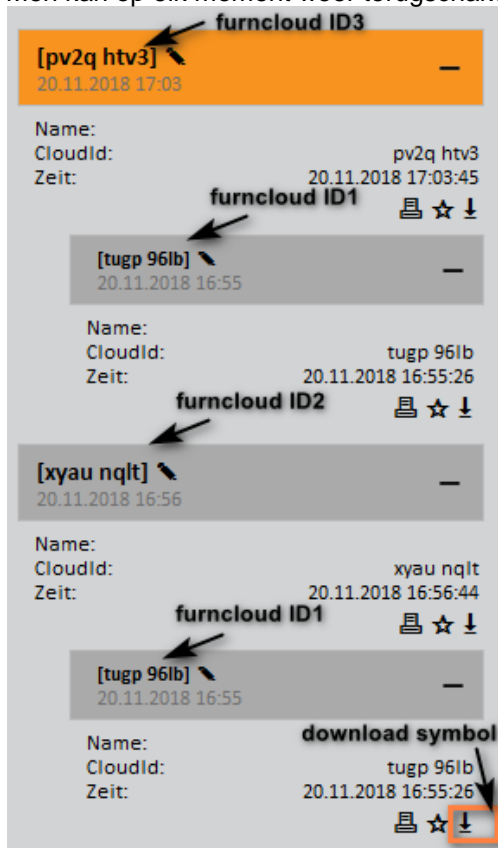 furncloud ID3
[pv2q htv3]
20.11.2018 17:03
Name:
CloudId: pv2q htv3
Zeit: 20.11.2018 17:03:45
furncloud ID1
[tugp 96lb]
20.11.2018 16:55
Name:
CloudId: tugp 96lb
Zeit: 20.11.2018 16:55:26
furncloud ID2
[xyau nqlt]
20.11.2018 16:56
Name:
CloudId: xyau nqlt
Zeit: 20.11.2018 16:56:44
furncloud ID1
[tugp 96lb]
20.11.2018 16:55
download symbol
Name:
CloudId: tugp 96lb
Zeit: 20.11.2018 16:55:26